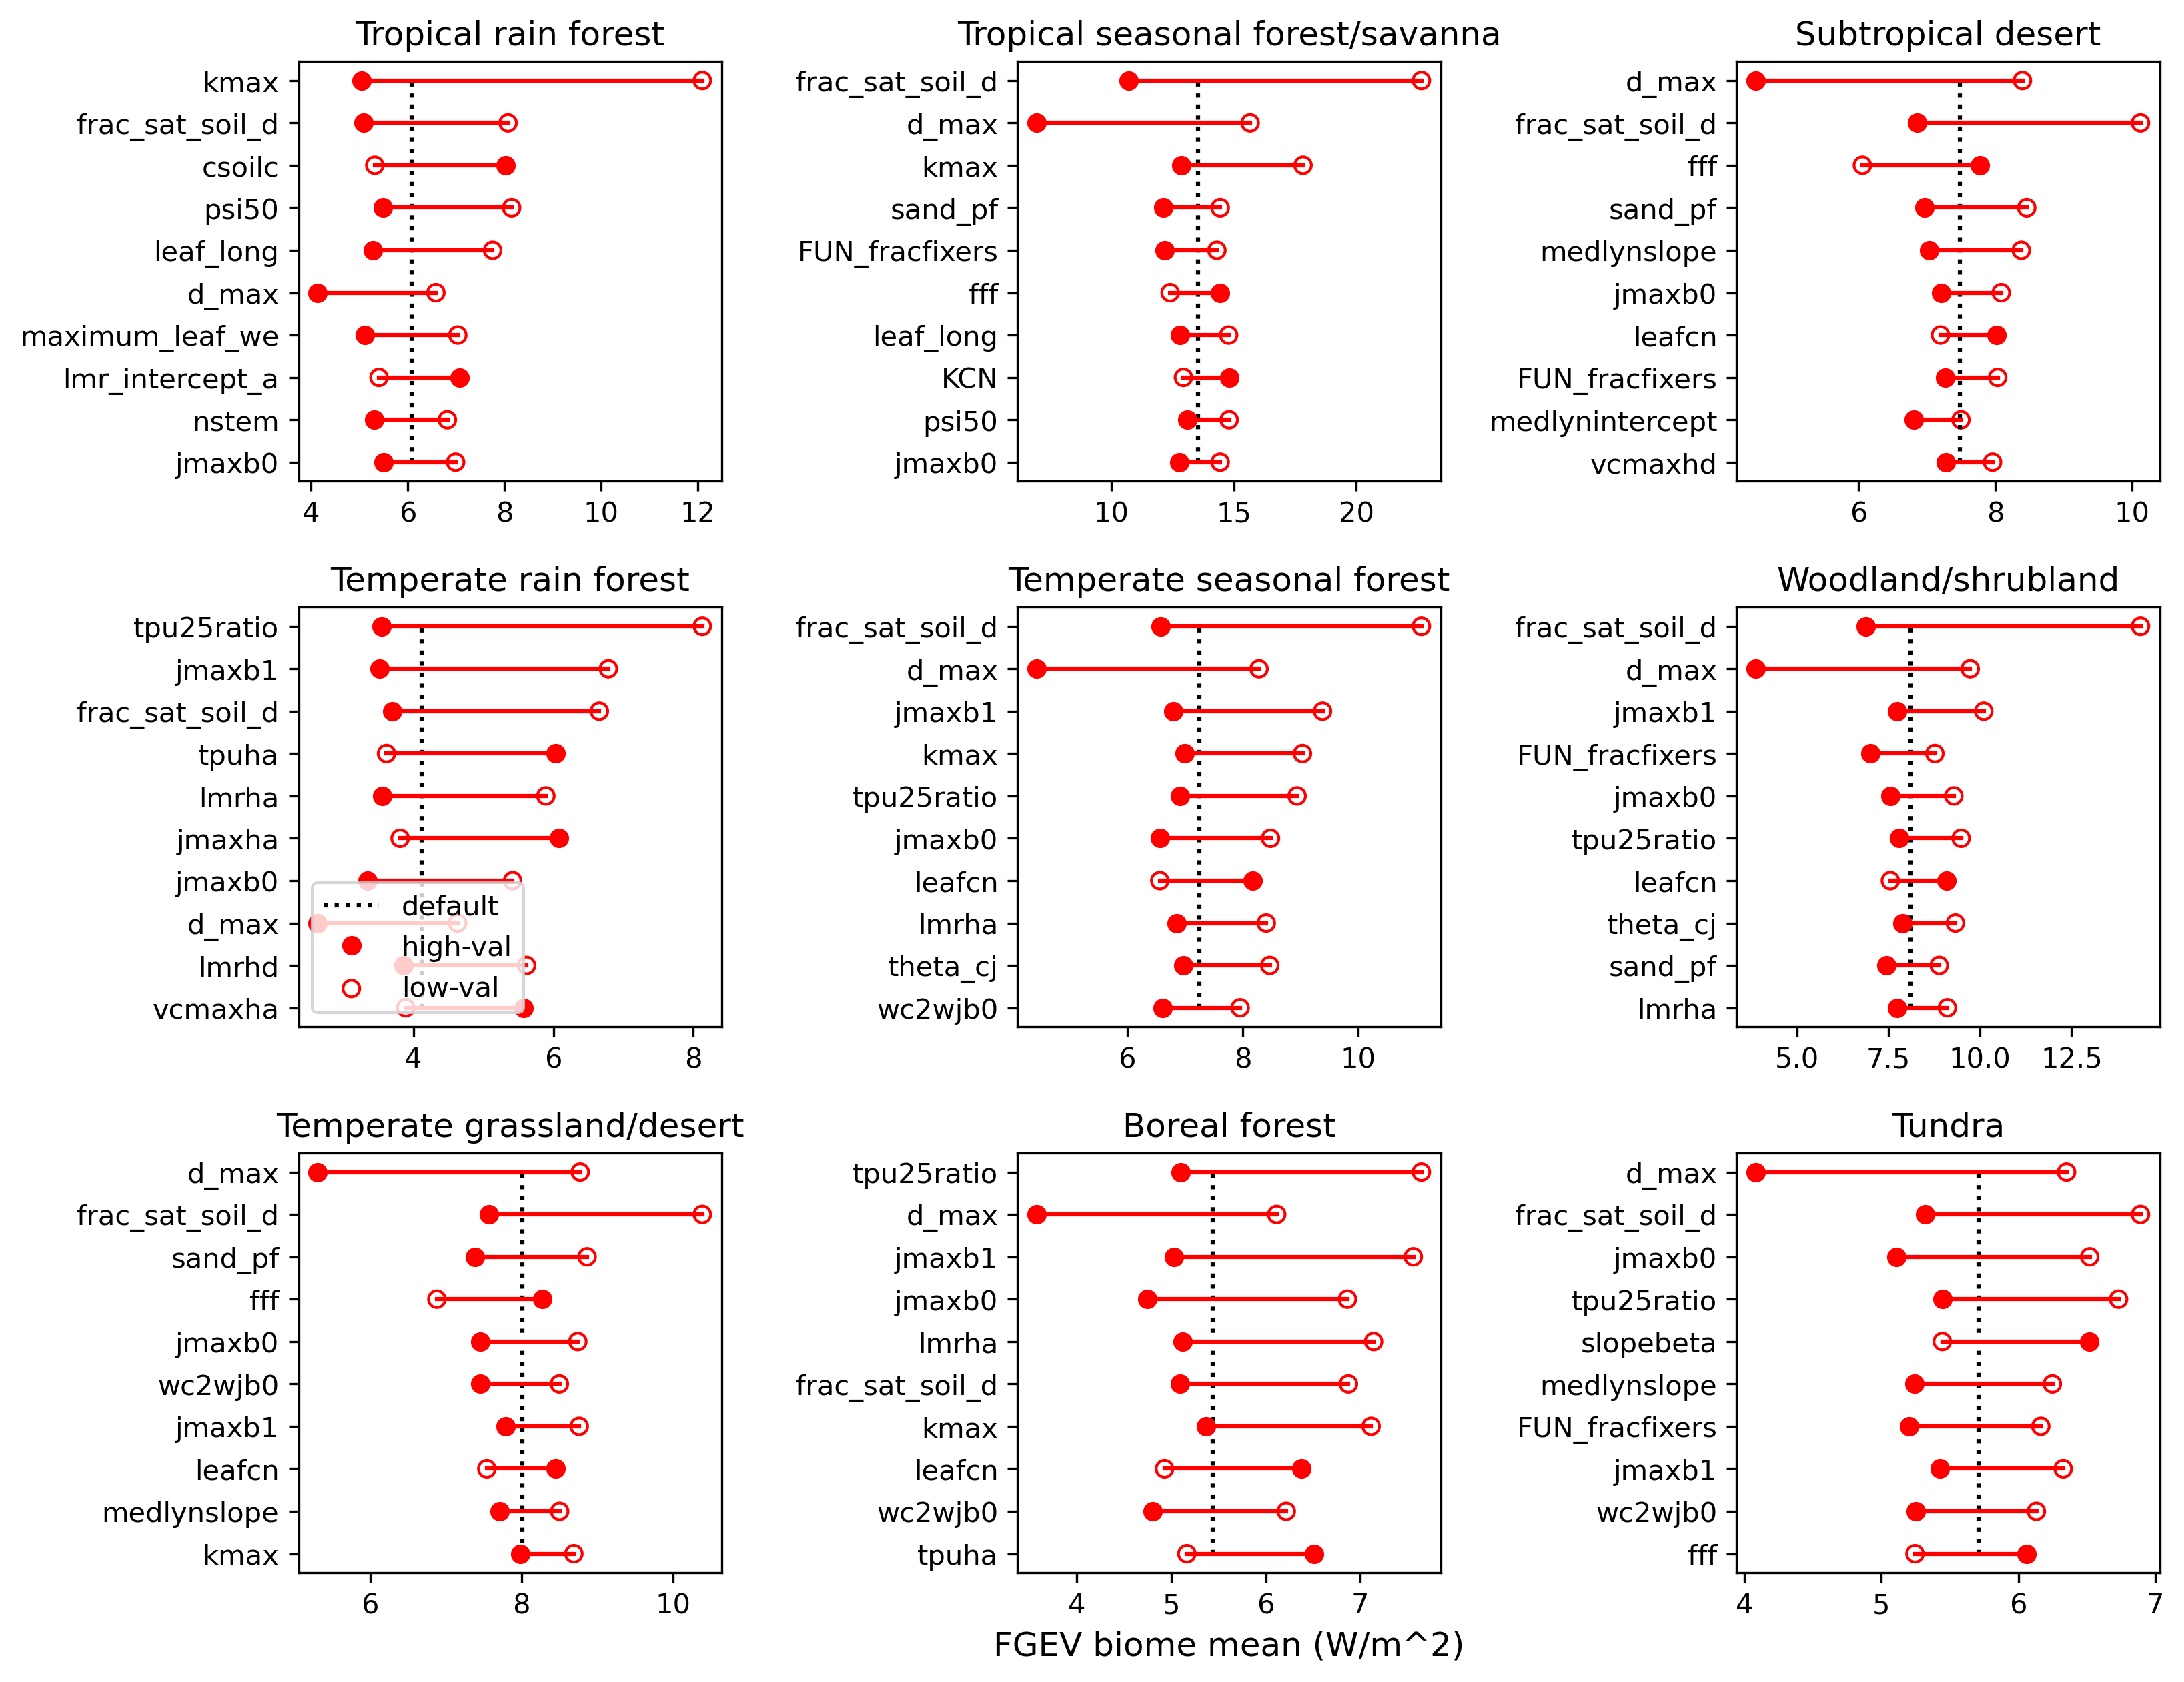 Tropical rain forest
kmax
frac_sat_soil_d
csoilc
psi50
leaf_long
d_max
maximum_leaf_we
lmr_intercept_a
nstem
jmaxb0
4 6 8 10 12
Tropical seasonal forest/savanna
frac_sat_soil_d
d_max
kmax
sand_pf
FUN_fracfixers
fff
leaf_long
KCN
psi50
jmaxb0
10 15 20
Subtropical desert
d_max
frac_sat_soil_d
fff
sand_pf
medlynslope
jmaxb0
leafcn
FUN_fracfixers
medlynintercept
vcmaxhd
6 8 10
Temperate rain forest
tpu25ratio
jmaxb1
frac_sat_soil_d
tpuha
lmrha
jmaxha
jmaxb0
d_max
lmrhd
vcmaxha
default
high-val
low-val
4 6 8
Temperate seasonal forest
frac_sat_soil_d
d_max
jmaxb1
kmax
tpu25ratio
jmaxb0
leafcn
lmrha
theta_cj
wc2wjb0
6 8 10
Woodland/shrubland
frac_sat_soil_d
d_max
jmaxb1
FUN_fracfixers
jmaxb0
tpu25ratio
leafcn
theta_cj
sand_pf
lmrha
5.0 7.5 10.0 12.5
Temperate grassland/desert
d_max
frac_sat_soil_d
sand_pf
fff
jmaxb0
wc2wjb0
jmaxb1
leafcn
medlynslope
kmax
6 8 10
Boreal forest
tpu25ratio
d_max
jmaxb1
jmaxb0
lmrha
frac_sat_soil_d
kmax
leafcn
wc2wjb0
tpuha
4 5 6 7
FGEV biome mean (W/m^2)
Tundra
d_max
frac_sat_soil_d
jmaxb0
tpu25ratio
slopebeta
medlynslope
FUN_fracfixers
jmaxb1
wc2wjb0
fff
4 5 6 7